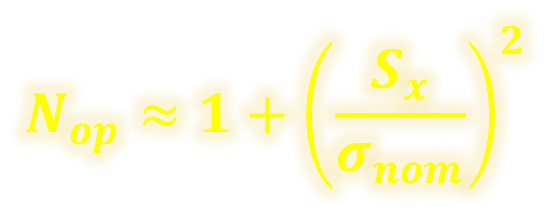 N_op ≈ 1 + (S_x / σ_nom)^2